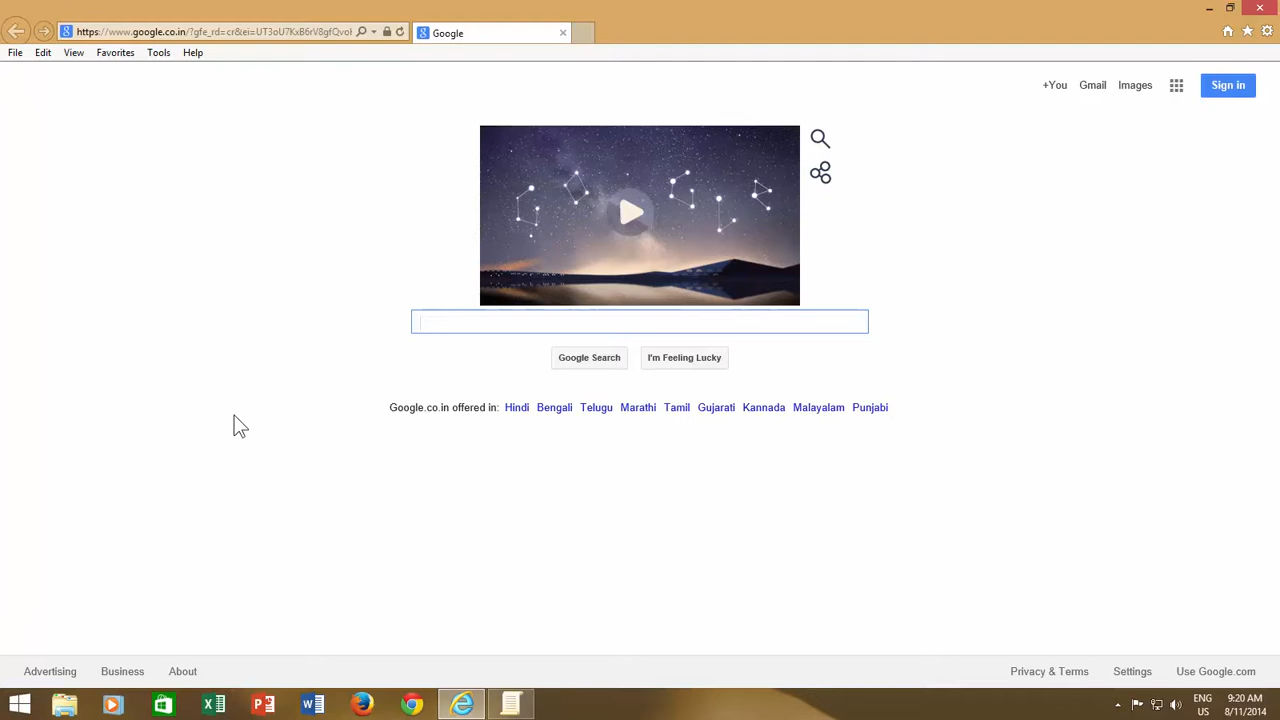 https://www.google.co.in/?gfe_rd=cr&ei=UT3oU7KxB6rV8gfQvo
Google
File Edit View Favorites Tools Help
+You Gmail Images Sign in
GOOGLE
Google Search I'm Feeling Lucky
Google.co.in offered in: Hindi Bengali Telugu Marathi Tamil Gujarati Kannada Malayalam Punjabi
Advertising Business About Privacy & Terms Settings Use Google.com
ENG 9:20 AM
US 8/11/2014